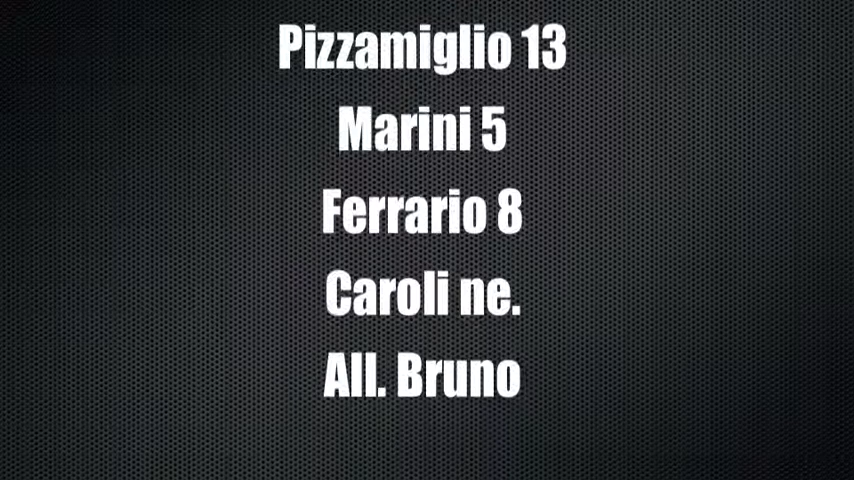 Pizzamiglio 13
Marini 5
Ferrario 8
Caroli ne.
All. Bruno